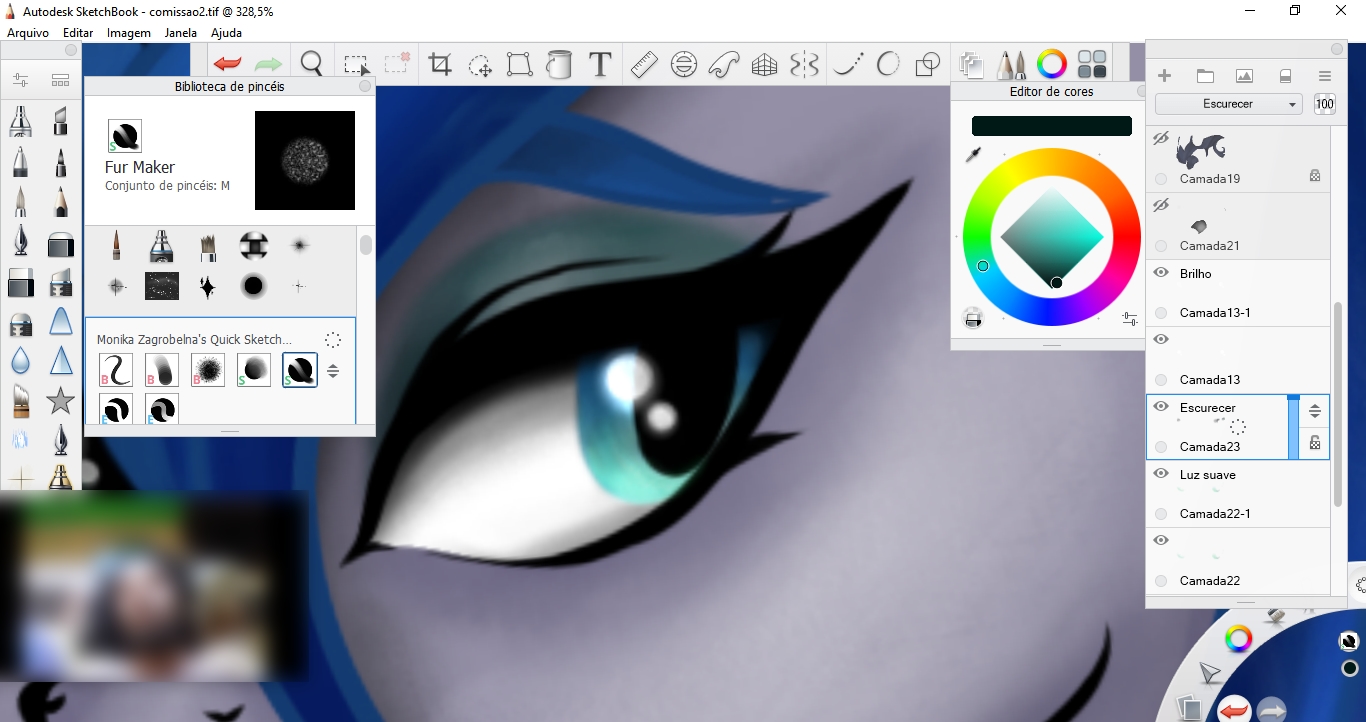 Autodesk SketchBook - comissao2.tif @ 328,5%
Arquivo Editar Imagem Janela Ajuda
T
Biblioteca de pincéis
Fur Maker
Conjunto de pincéis: M
S
Monika Zagrobelna's Quick Sketch...
B B B S S
E E
Editor de cores
Escurecer 100
Camada19
Camada21
Brilho
Camada13-1
Camada13
Escurecer
Camada23
Luz suave
Camada22-1
Camada22